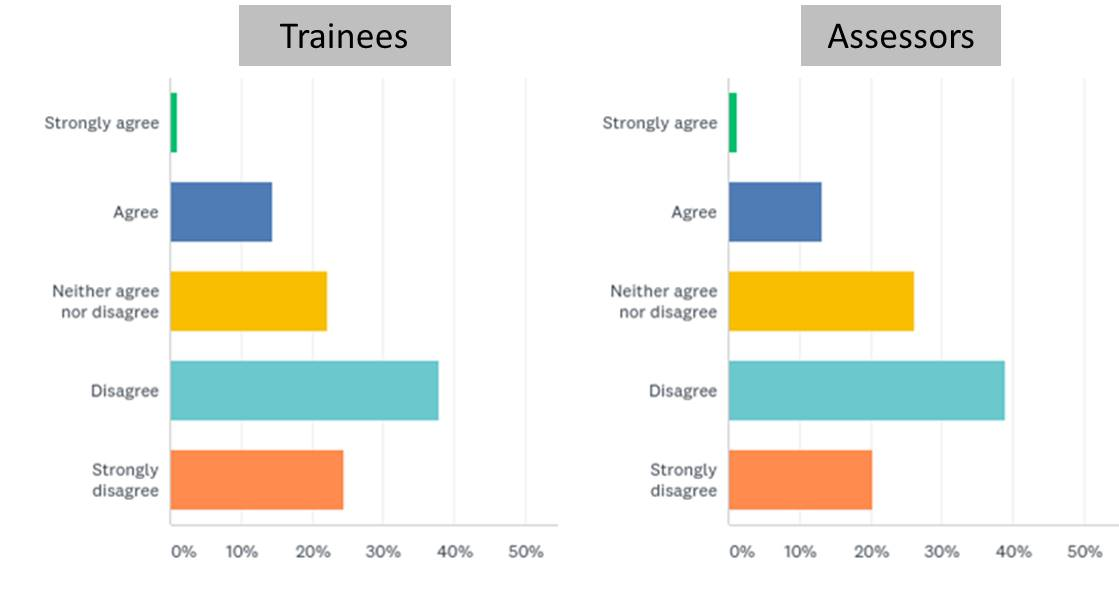 Trainees
Strongly agree
Agree
Neither agree
nor disagree
Disagree
Strongly
disagree
0% 10% 20% 30% 40% 50%
Assessors
Strongly agree
Agree
Neither agree
nor disagree
Disagree
Strongly
disagree
0% 10% 20% 30% 40% 50%